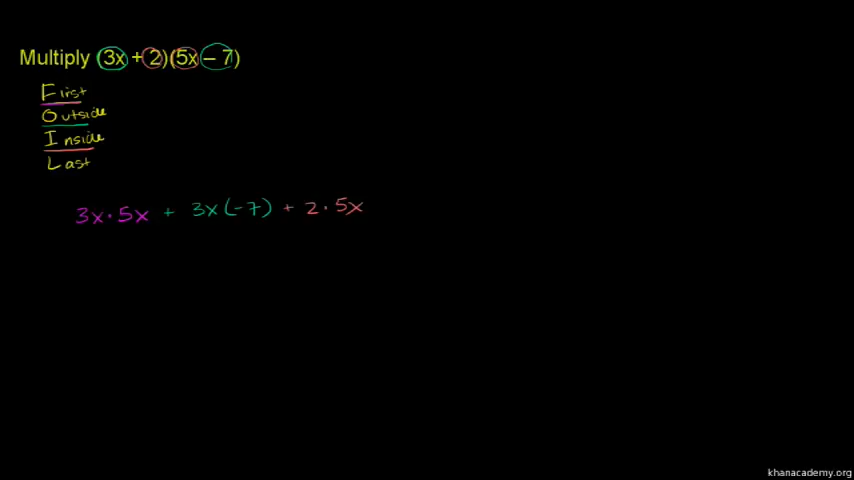 Multiply (3x + 2)(5x – 7)
First
Outside
Inside
Last
3x · 5x + 3x(-7) + 2 · 5x
khanacademy.org